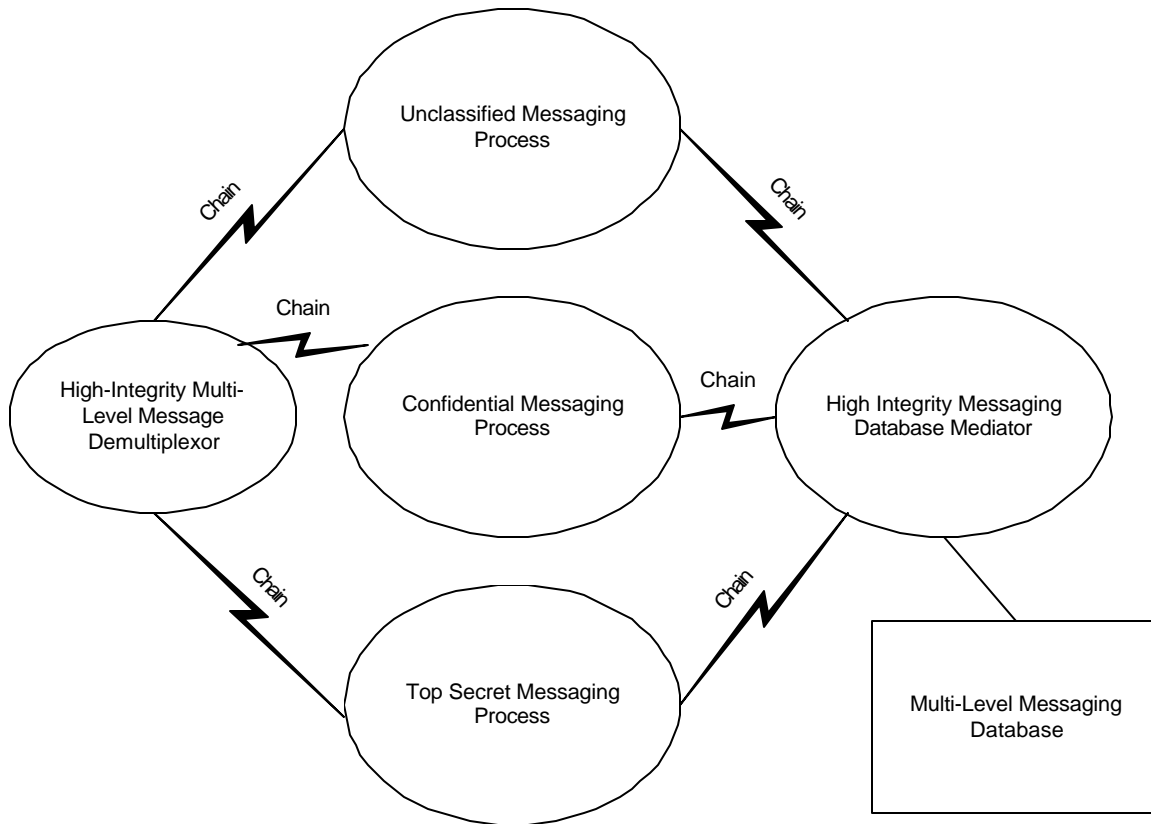 Unclassified Messaging
Process
Chain
Chain
Chain
High-Integrity Multi-
Level Message
Demultiplexor
Confidential Messaging
Process
Chain
High Integrity Messaging
Database Mediator
Chain
Chain
Top Secret Messaging
Process
Multi-Level Messaging
Database